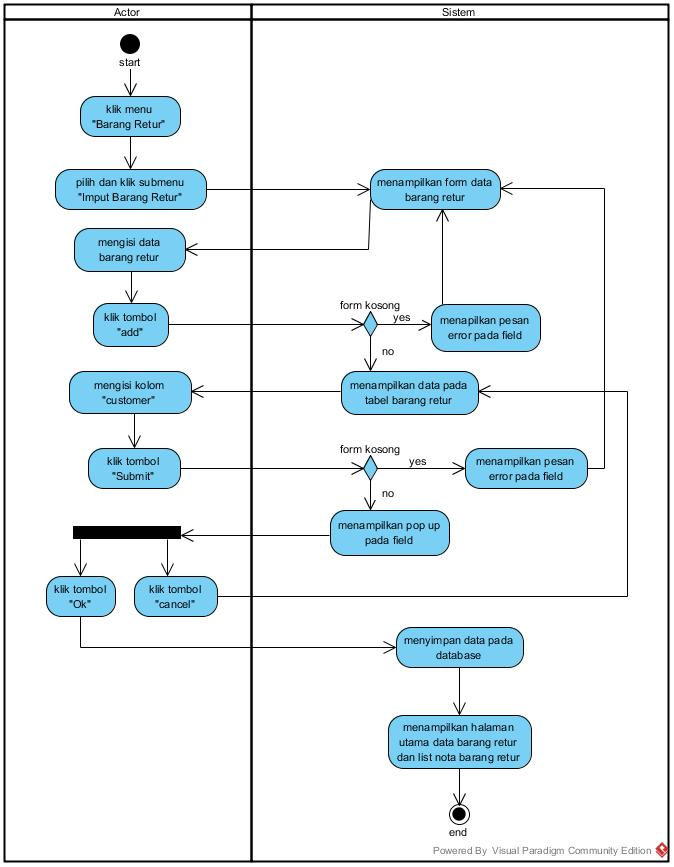 Actor
Sistem
start
klik menu
"Barang Retur"
pilih dan klik submenu
"Imput Barang Retur"
menampilkan form data
barang retur
mengisi data
barang retur
klik tombol
"add"
form kosong
yes
menapilkan pesan
error pada field
no
mengisi kolom
"customer"
menampilkan data pada
tabel barang retur
klik tombol
"Submit"
form kosong
yes
menampilkan pesan
error pada field
no
menampilkan pop up
pada field
klik tombol
"Ok"
klik tombol
"cancel"
menyimpan data pada
database
menampilkan halaman
utama data barang retur
dan list nota barang retur
end
Powered By Visual Paradigm Community Edition